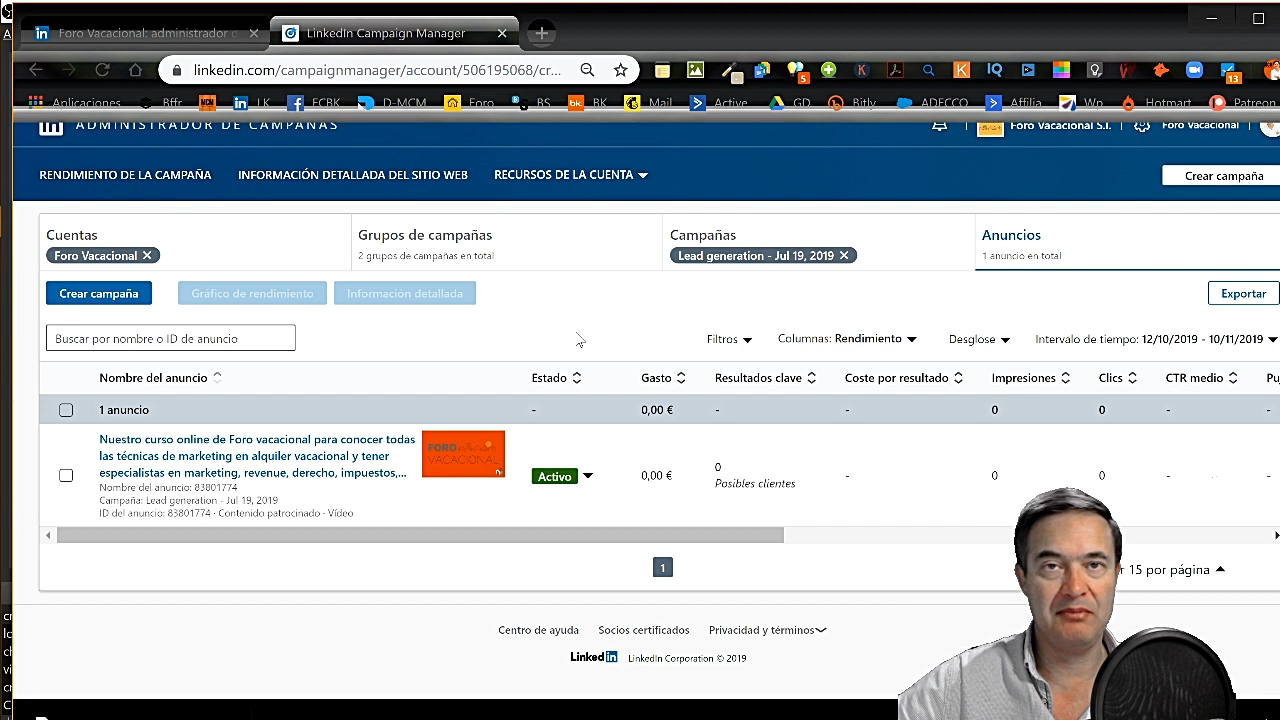 Foro Vacacional: administrador
LinkedIn Campaign Manager
linkedin.com/campaignmanager/account/506195068/cr...
5
13
Aplicaciones Bffr LK FCBK D-MCM Foro BS BK Mail Active GD Bitly ADECCO Affilia Wp Hotmart Patreon
ADMINISTRADOR DE CAMPAÑAS
Foro Vacacional S.l. Foro Vacacional
RENDIMIENTO DE LA CAMPAÑA INFORMACIÓN DETALLADA DEL SITIO WEB RECURSOS DE LA CUENTA
Crear campaña
Cuentas Grupos de campañas Campañas Anuncios
Foro Vacacional 2 grupos de campañas en total Lead generation - Jul 19, 2019 1 anuncio en total
Crear campaña Gráfico de rendimiento Información detallada Exportar
Buscar por nombre o ID de anuncio Filtros Columnas: Rendimiento Desglose Intervalo de tiempo: 12/10/2019 - 10/11/2019
Nombre del anuncio Estado Gasto Resultados clave Coste por resultado Impresiones Clics CTR medio Pu
1 anuncio - 0,00 € - - 0 0 -
Nuestro curso online de Foro vacacional para conocer todas
las técnicas de marketing en alquiler vacacional y tener
especialistas en marketing, revenue, derecho, impuestos,...
FORO
VACACIONAL
Activo 0,00 € 0 - 0 0 -
Posibles clientes
Nombre del anuncio: 83801774
Campaña: Lead generation - Jul 19, 2019
ID del anuncio: 83801774 · Contenido patrocinado · Vídeo
1
15 por página
Centro de ayuda Socios certificados Privacidad y términos
LinkedIn LinkedIn Corporation © 2019